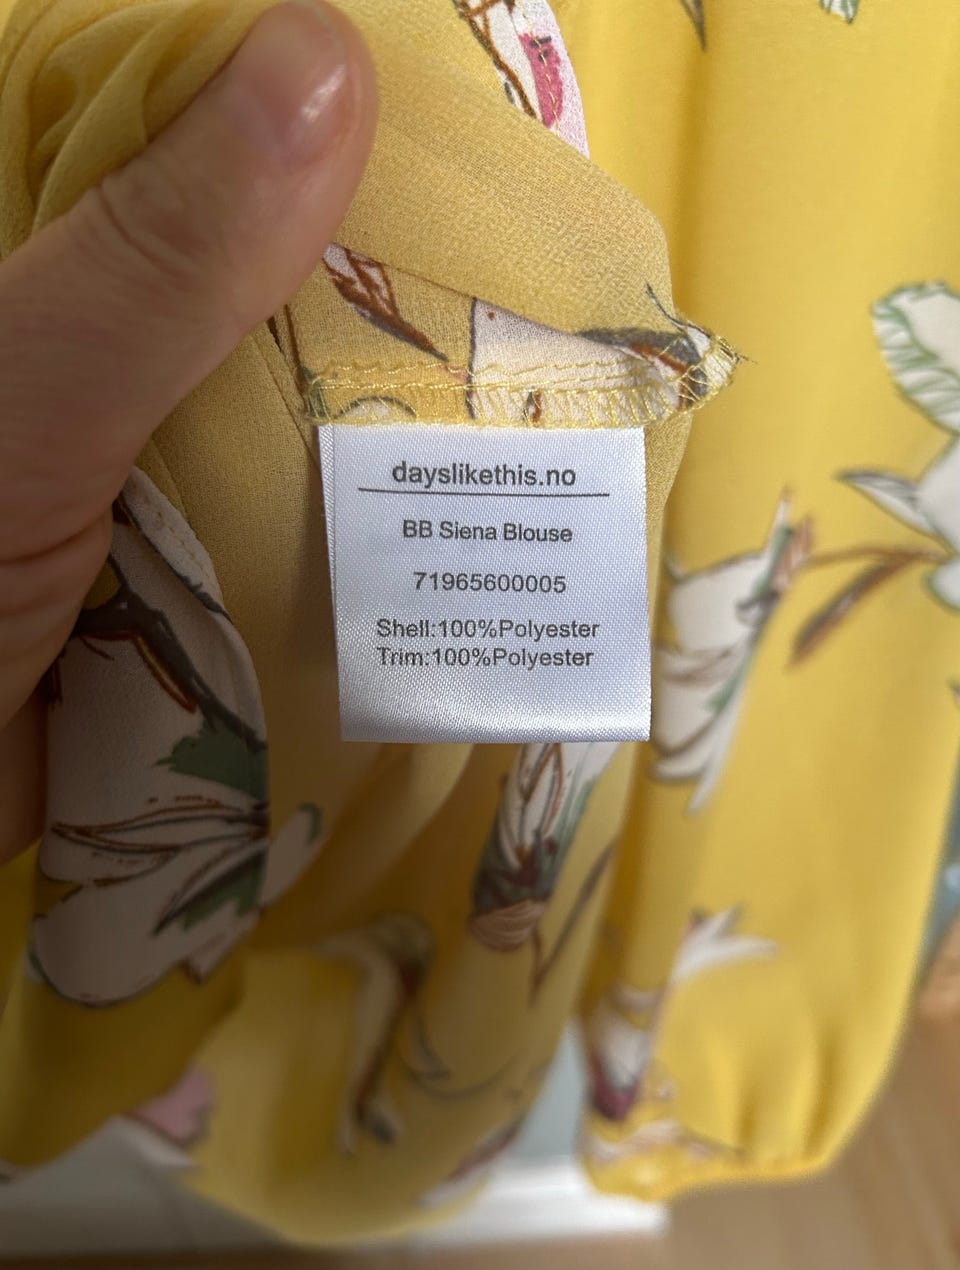 dayslikethis.no
BB Siena Blouse
71965600005
Shell:100%Polyester
Trim:100%Polyester